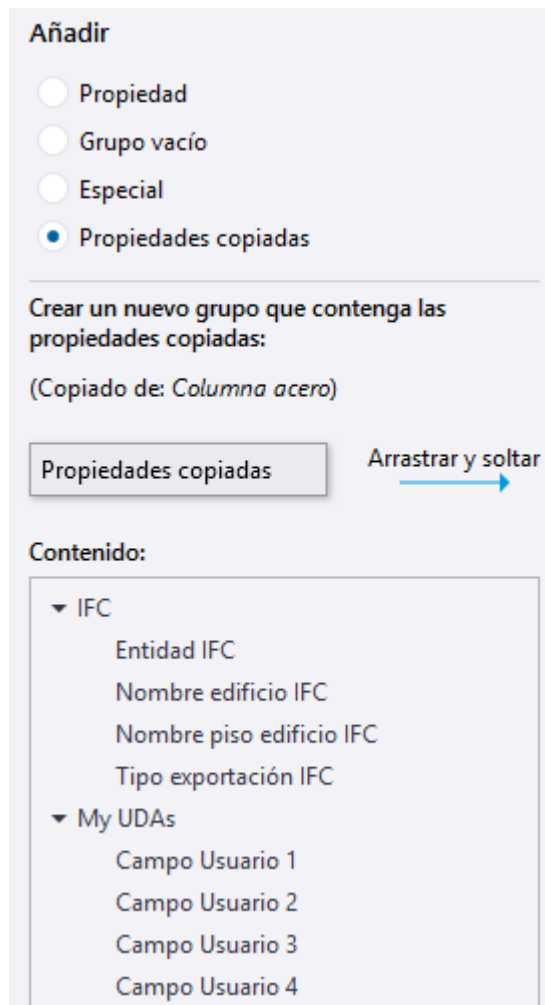 Añadir
Propiedad
Grupo vacío
Especial
Propiedades copiadas
Crear un nuevo grupo que contenga las
propiedades copiadas:
(Copiado de: Columna acero)
Propiedades copiadas
Arrastrar y soltar
Contenido:
IFC
Entidad IFC
Nombre edificio IFC
Nombre piso edificio IFC
Tipo exportación IFC
My UDAs
Campo Usuario 1
Campo Usuario 2
Campo Usuario 3
Campo Usuario 4